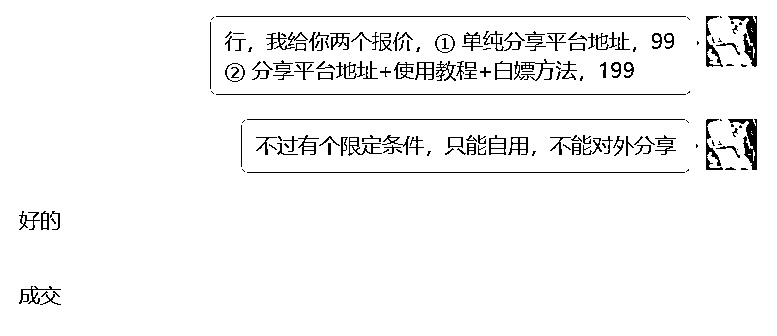 行，我给你两个报价，① 单纯分享平台地址，99
② 分享平台地址+使用教程+白嫖方法，199
不过有个限定条件，只能自用，不能对外分享
好的
成交